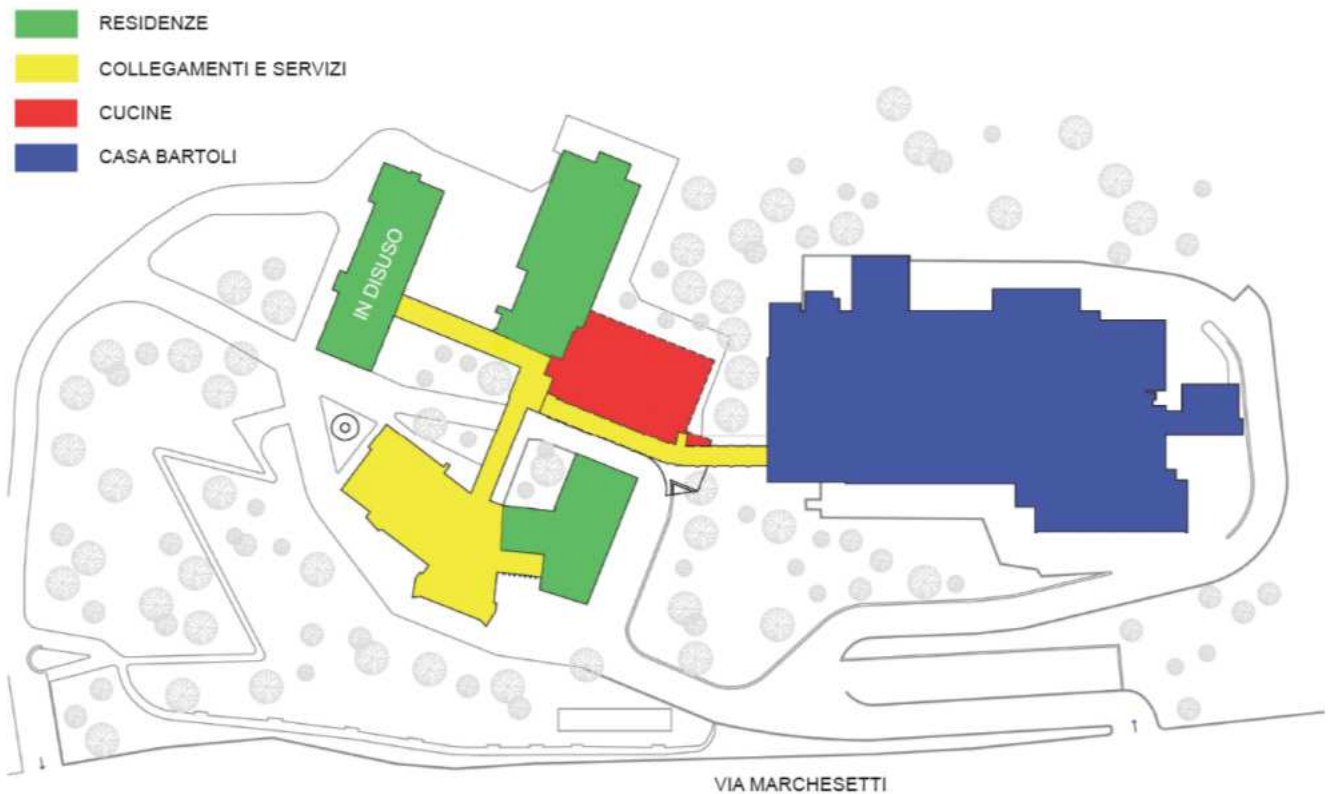 RESIDENZE
COLLEGAMENTI E SERVIZI
CUCINE
CASA BARTOLI
IN DISUSO
VIA MARCHESETTI